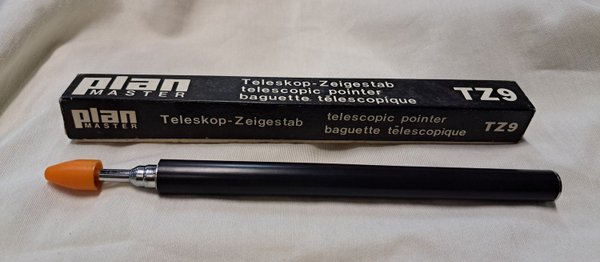 plan
MASTER
Teleskop-Zeigestab
telescopic pointer
baguette télescopique
TZ9
plan
MASTER
Teleskop-Zeigestab
telescopic pointer
baguette télescopique
TZ9